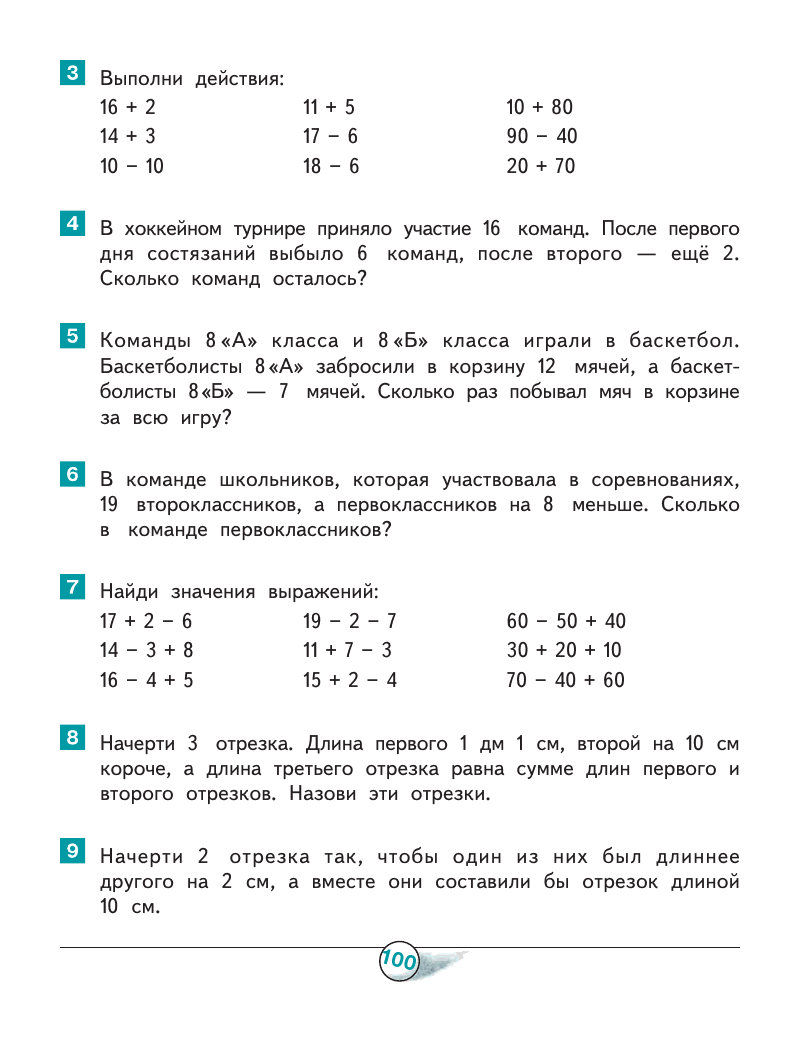 3 Выполни действия:
16 + 2 11 + 5 10 + 80
14 + 3 17 − 6 90 − 40
10 − 10 18 − 6 20 + 70
4 В хоккейном турнире приняло участие 16 команд. После первого
дня состязаний выбыло 6 команд, после второго — ещё 2.
Сколько команд осталось?
5 Команды 8 «А» класса и 8 «Б» класса играли в баскетбол.
Баскетболисты 8 «А» забросили в корзину 12 мячей, а баскет-
болисты 8 «Б» — 7 мячей. Сколько раз побывал мяч в корзине
за всю игру?
6 В команде школьников, которая участвовала в соревнованиях,
19 второклассников, а первоклассников на 8 меньше. Сколько
в команде первоклассников?
7 Найди значения выражений:
17 + 2 − 6 19 − 2 − 7 60 − 50 + 40
14 − 3 + 8 11 + 7 − 3 30 + 20 + 10
16 − 4 + 5 15 + 2 − 4 70 − 40 + 60
8 Начерти 3 отрезка. Длина первого 1 дм 1 см, второй на 10 см
короче, а длина третьего отрезка равна сумме длин первого и
второго отрезков. Назови эти отрезки.
9 Начерти 2 отрезка так, чтобы один из них был длиннее
другого на 2 см, а вместе они составили бы отрезок длиной
10 см.
100